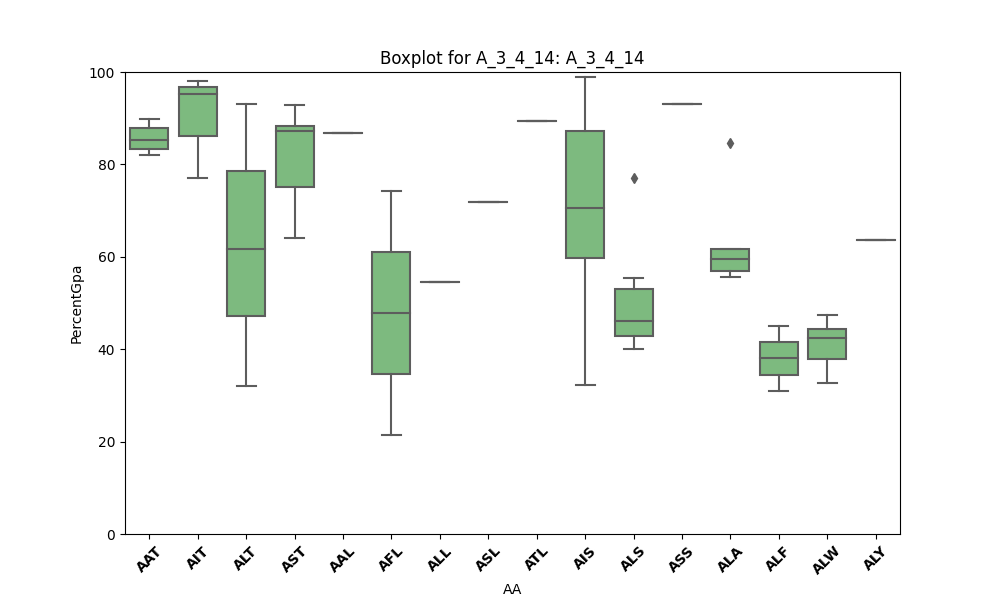 Boxplot for A_3_4_14: A_3_4_14
100
80
60
40
20
0
PercentGpa
AAT AIT ALT AST AAL AFL ALL ASL ATL AIS ALS ASS ALA ALF ALW ALY
AA